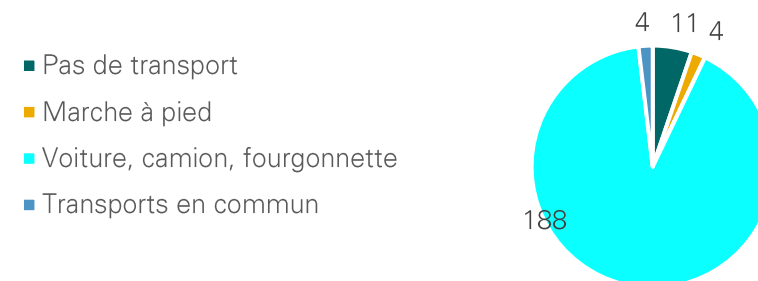 Pas de transport
Marche à pied
Voiture, camion, fourgonnette
Transports en commun
4
11
4
188